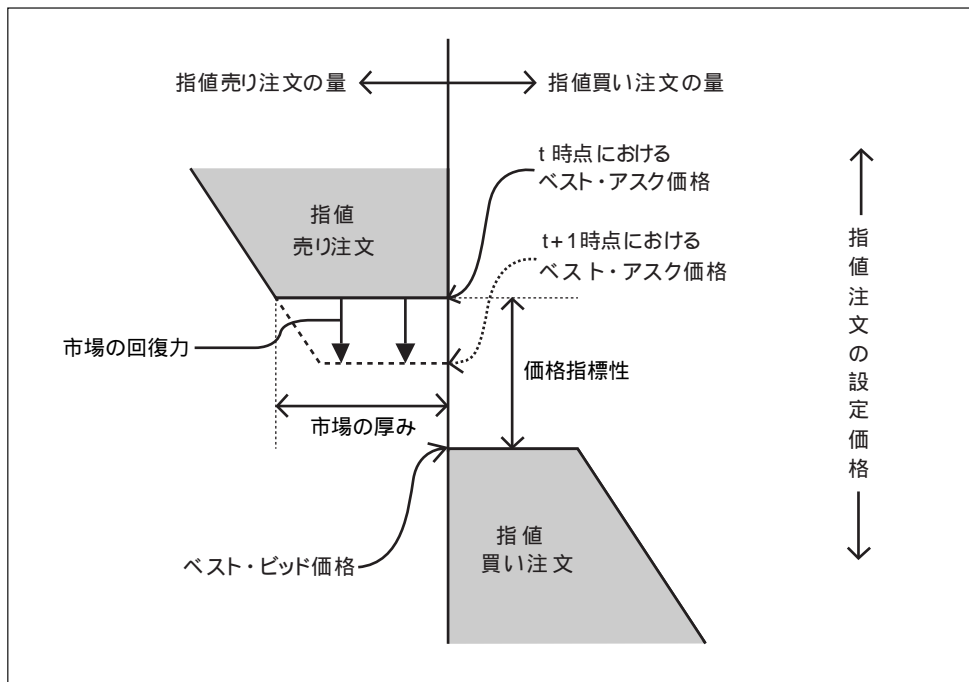 指値売り注文の量
指値買い注文の量
t 時点における
ベスト・アスク価格
指値
売り注文
t+1時点における
ベスト・アスク価格
市場の回復力
価格指標性
市場の厚み
指値
買い注文
ベスト・ビッド価格
指値注文の設定価格